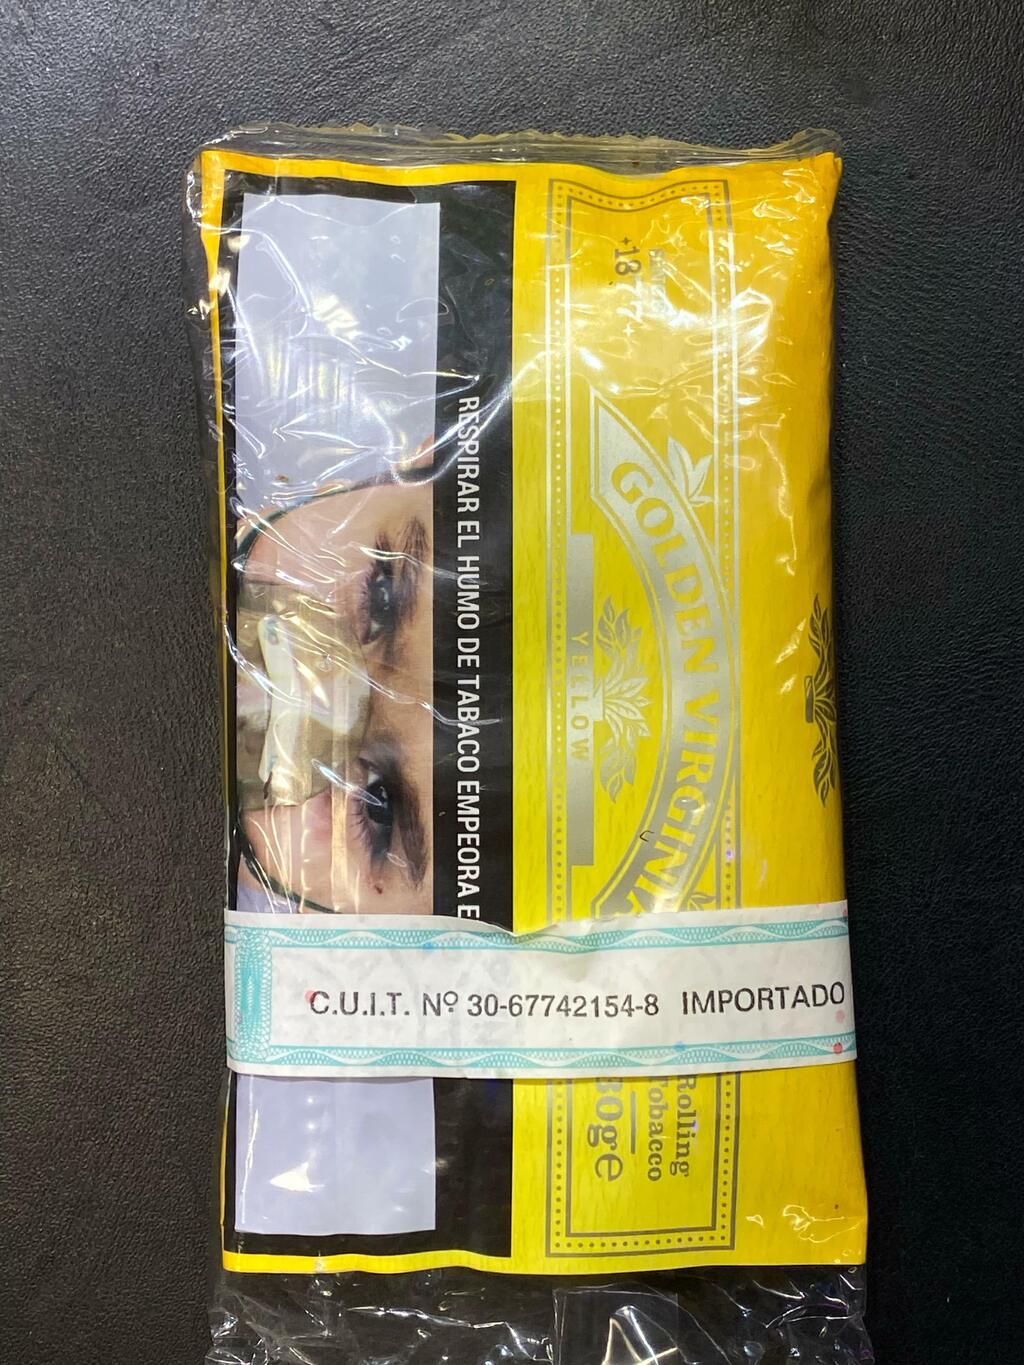 RESPIRAR EL HUMO DE TABACO EMPEORA E
+18
GOLDEN VIRGINIA
YELLOW
C.U.I.T. Nº 30-67742154-8 IMPORTADO
Rolling
Tobacco
30g℮